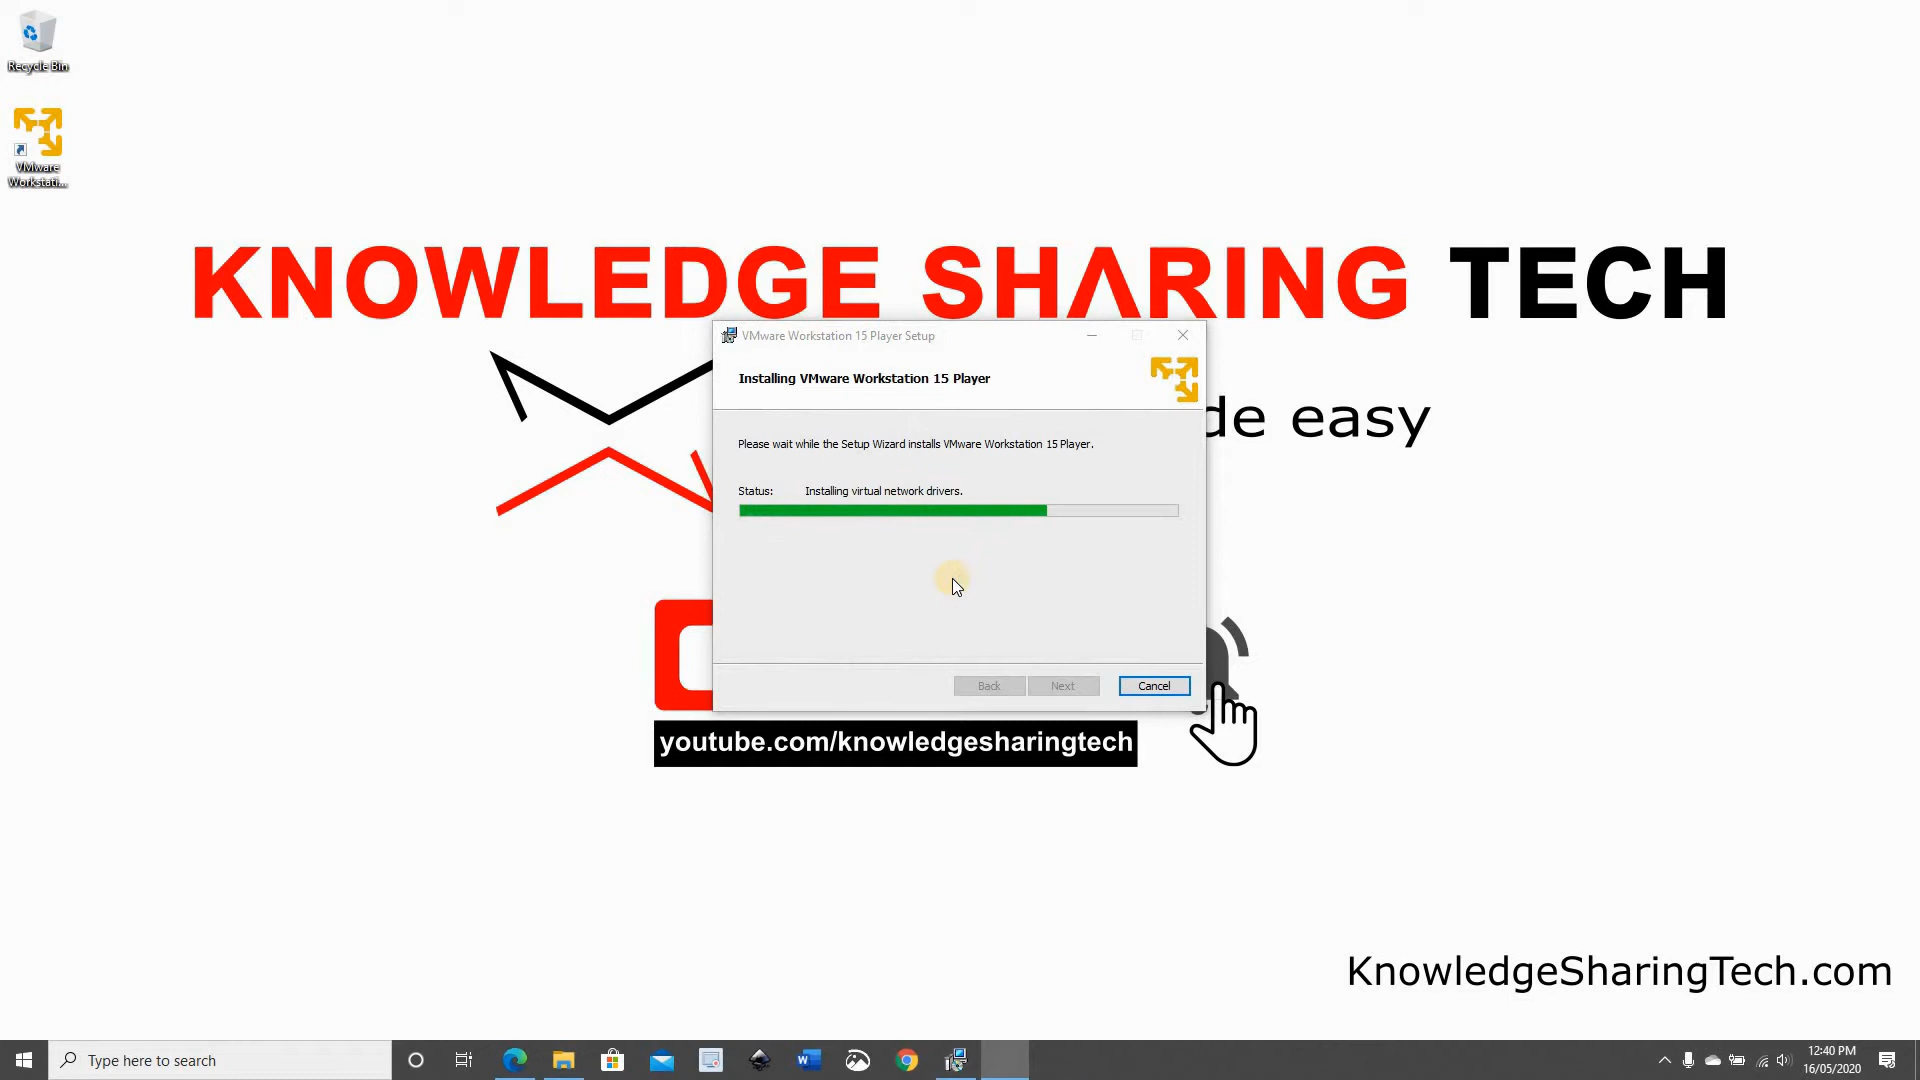 Recycle Bin
VMware
Workstati...
KNOWLEDGE SHARING TECH
de easy
VMware Workstation 15 Player Setup
Installing VMware Workstation 15 Player
Please wait while the Setup Wizard installs VMware Workstation 15 Player.
Status: Installing virtual network drivers.
Back Next Cancel
youtube.com/knowledgesharingtech
KnowledgeSharingTech.com
Type here to search
12:40 PM
16/05/2020